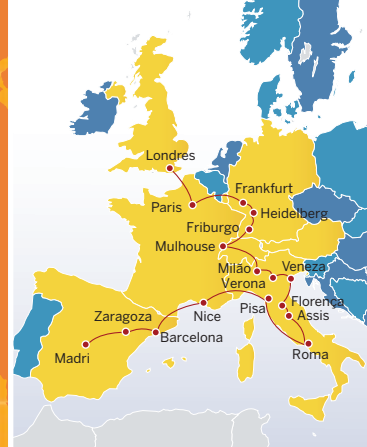 Londres
Frankfurt
Paris
Heidelberg
Friburgo
Mulhouse
Milão
Veneza
Verona
Florença
Zaragoza
Nice
Pisa
Assis
Barcelona
Madri
Roma